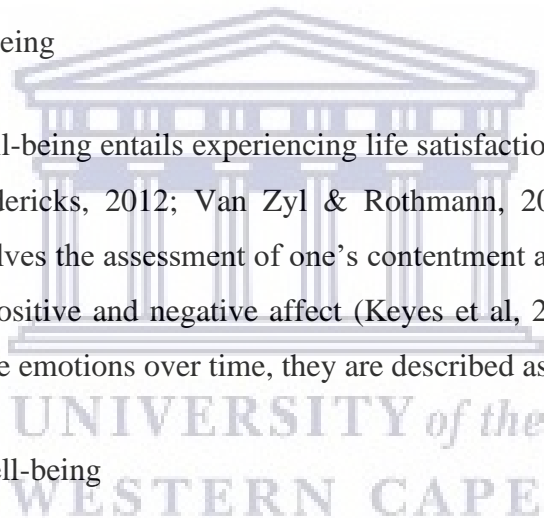 eing
ll-being entails experiencing life satisfactio
dericks, 2012; Van Zyl & Rothmann, 20
lves the assessment of one's contentment a
ositive and negative affect (Keyes et al, 2
e emotions over time, they are described as
UNIVERSITY of the
ell-being
WESTERN CAPE